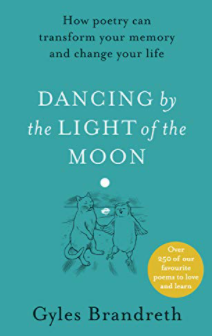 How poetry can
transform your memory
and change your life
DANCING by
the LIGHT of the
MOON
Over
250 of our
favourite
poems to love
and learn
Gyles Brandreth